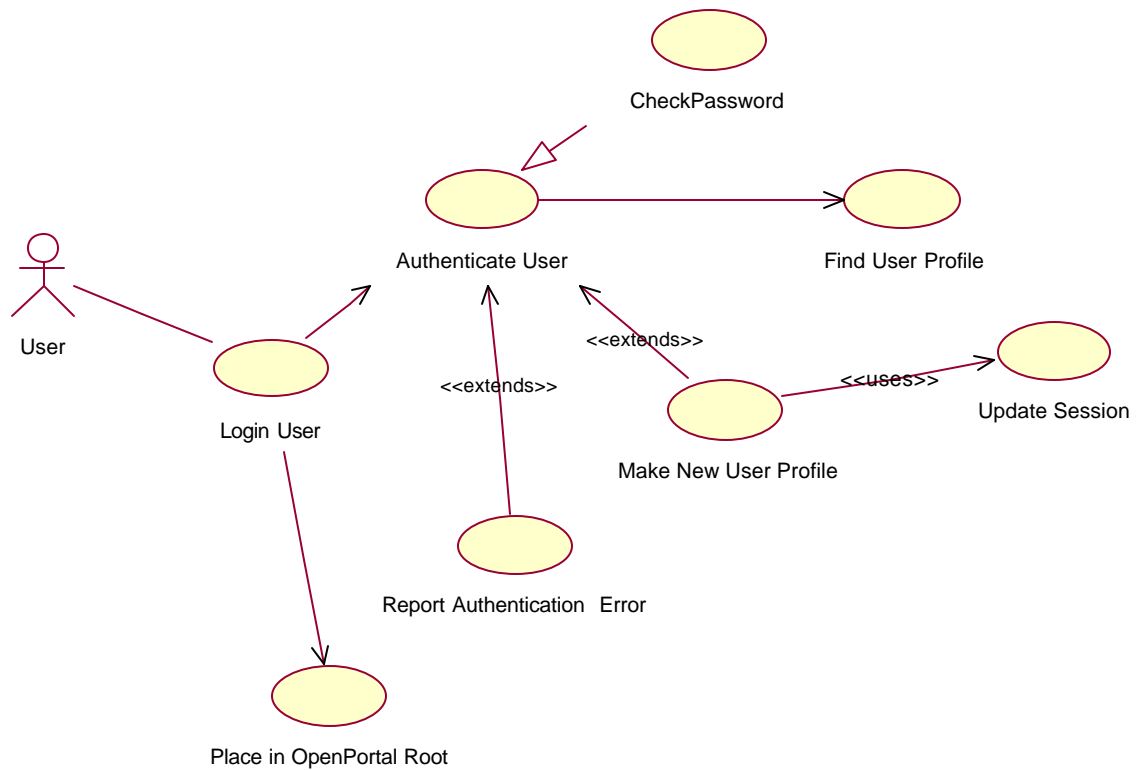 CheckPassword
Authenticate User
Find User Profile
User
<<extends>>
<<extends>>
<<uses>>
Update Session
Login User
Make New User Profile
Report Authentication Error
Place in OpenPortal Root